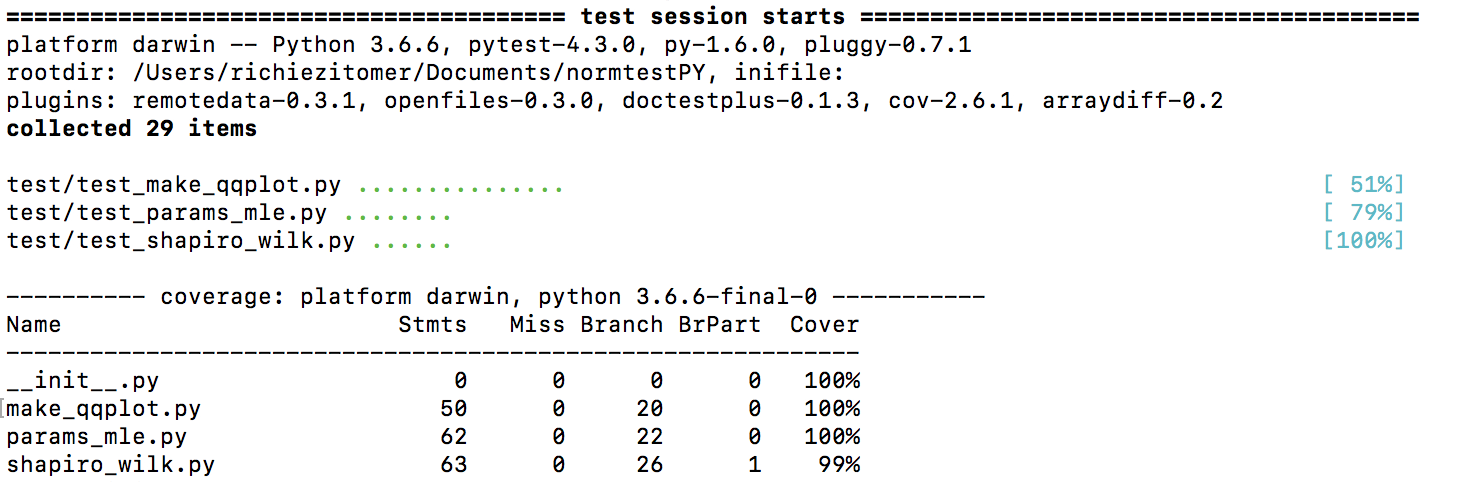 ======================================== test session starts ========================================
platform darwin -- Python 3.6.6, pytest-4.3.0, py-1.6.0, pluggy-0.7.1
rootdir: /Users/richiezitomer/Documents/normtestPY, inifile:
plugins: remotedata-0.3.1, openfiles-0.3.0, doctestplus-0.1.3, cov-2.6.1, arraydiff-0.2
collected 29 items

test/test_make_qqplot.py ............... [ 51%]
test/test_params_mle.py ........ [ 79%]
test/test_shapiro_wilk.py ...... [100%]

---------- coverage: platform darwin, python 3.6.6-final-0 -----------
Name Stmts Miss Branch BrPart Cover
-------------------------------------------------------------
__init__.py 0 0 0 0 100%
make_qqplot.py 50 0 20 0 100%
params_mle.py 62 0 22 0 100%
shapiro_wilk.py 63 0 26 1 99%